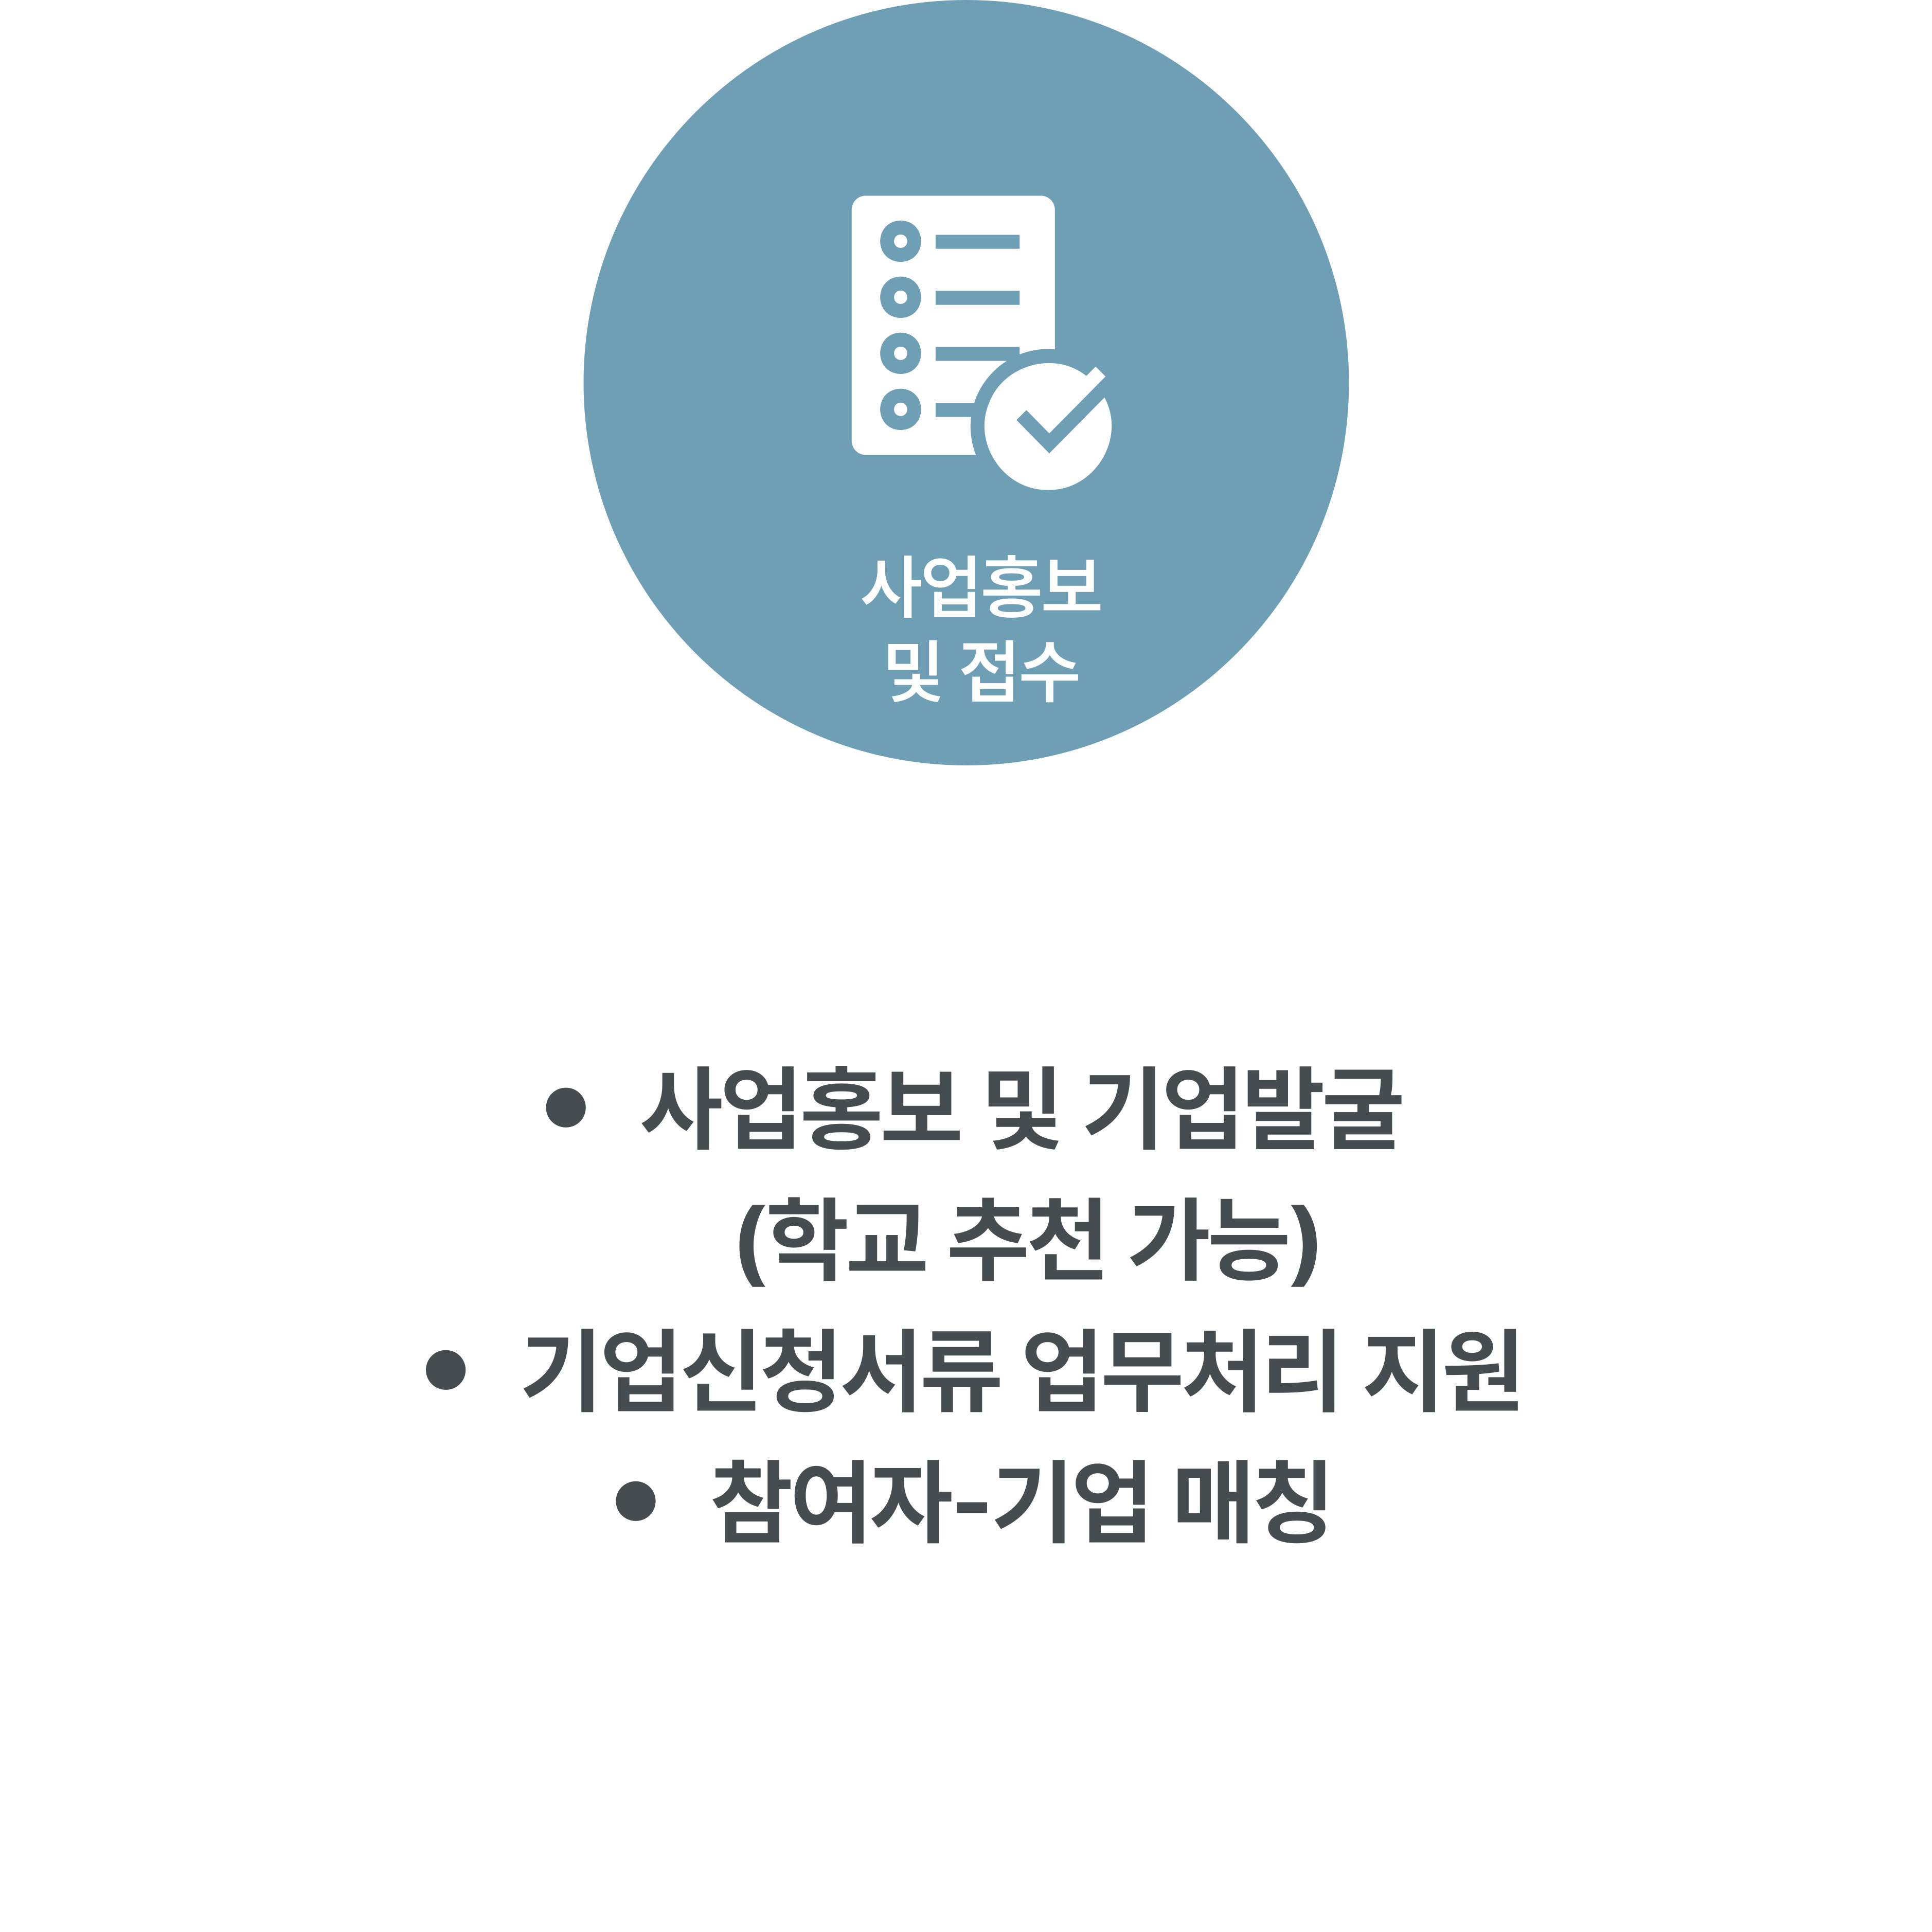 사업홍보
및 접수
• 사업홍보 및 기업발굴
(학교 추천 가능)
• 기업신청서류 업무처리 지원
• 참여자-기업 매칭